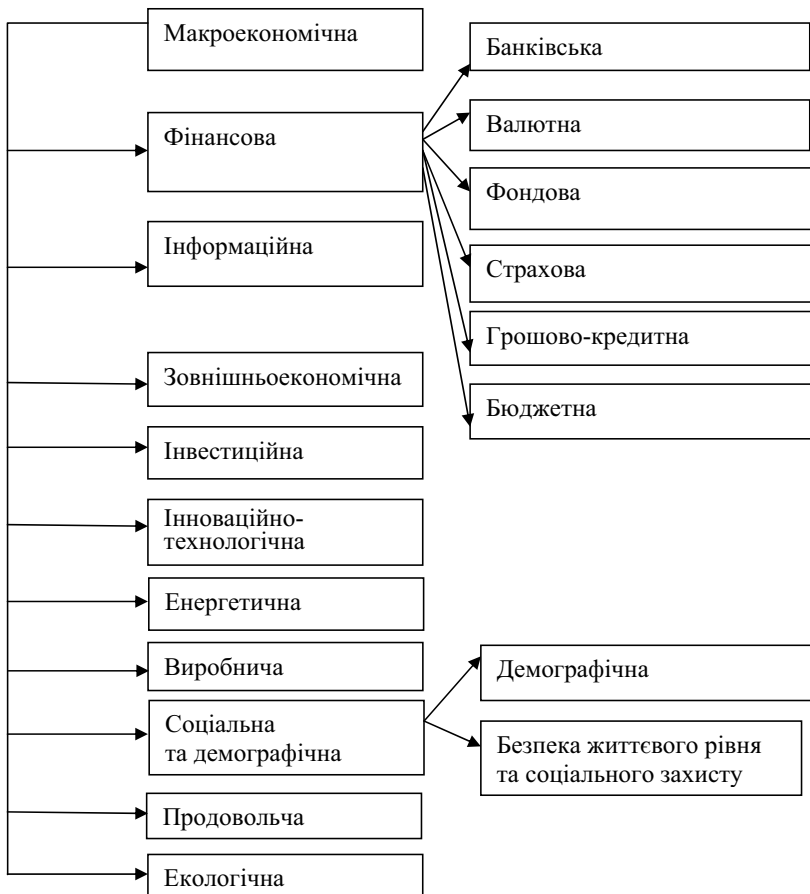 Макроекономічна
Фінансова
Інформаційна
Зовнішньоекономічна
Інвестиційна
Інноваційно-
технологічна
Енергетична
Виробнича
Соціальна
та демографічна
Продовольча
Екологічна
Банківська
Валютна
Фондова
Страхова
Грошово-кредитна
Бюджетна
Демографічна
Безпека життєвого рівня
та соціального захисту